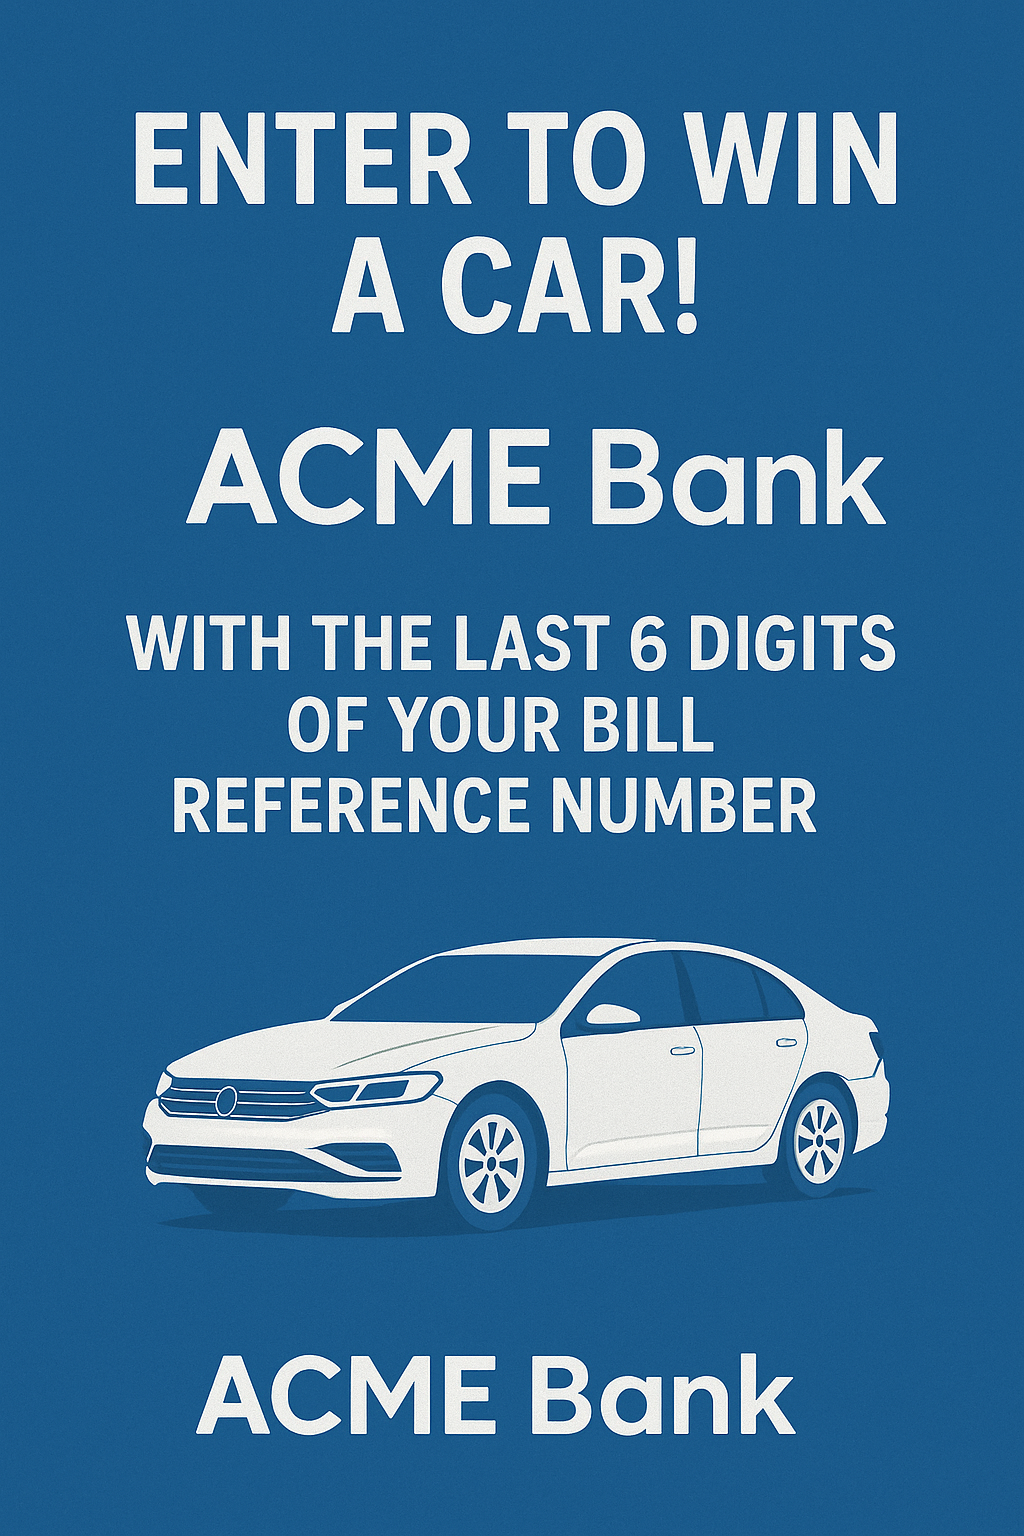 ENTER TO WIN
A CAR!
ACME Bank
WITH THE LAST 6 DIGITS
OF YOUR BILL
REFERENCE NUMBER
ACME Bank